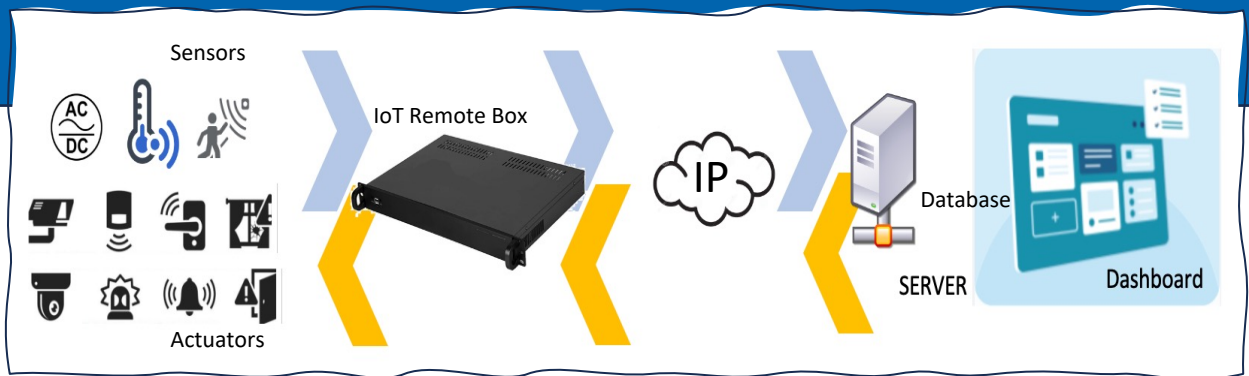 Sensors
AC
DC
IoT Remote Box
IP
Database
SERVER
Dashboard
Actuators